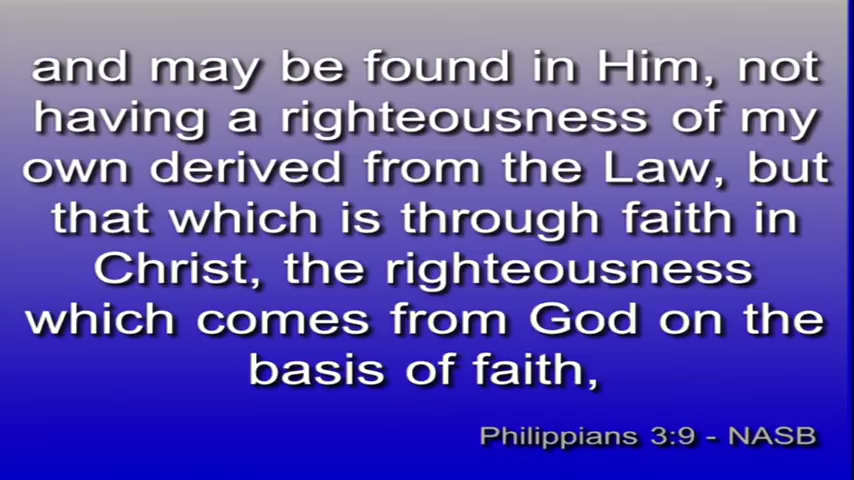 and may be found in Him, not
having a righteousness of my
own derived from the Law, but
that which is through faith in
Christ, the righteousness
which comes from God on the
basis of faith,
Philippians 3:9 - NASB